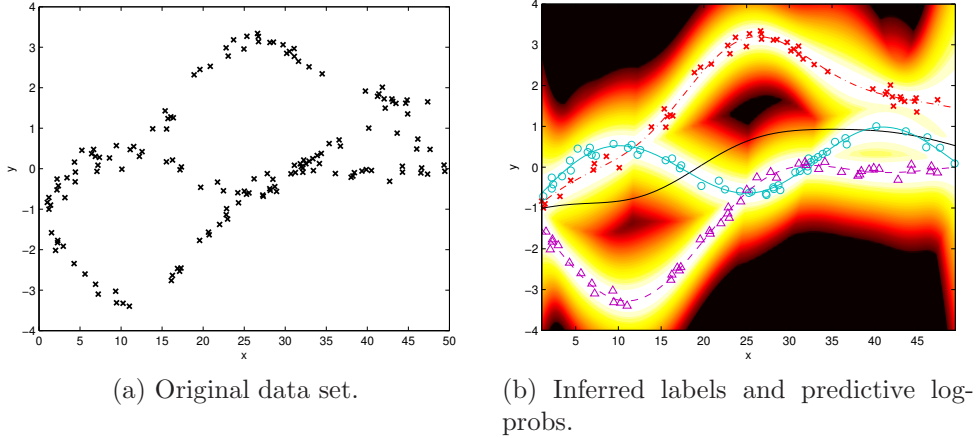 4
3
2
1
0
−1
−2
−3
−4
y
0 5 10 15 20 25 30 35 40 45 50
x
4
3
2
1
0
−1
−2
−3
−4
y
5 10 15 20 25 30 35 40 45
x
(a) Original data set.
(b) Inferred labels and predictive log-
probs.